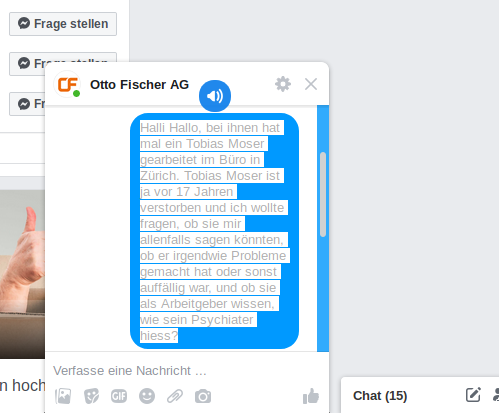 Frage stellen
Frage stellen
Otto Fischer AG
Halli Hallo, bei ihnen hat
mal ein Tobias Moser
gearbeitet im Büro in
Zürich. Tobias Moser ist
ja vor 17 Jahren
verstorben und ich wollte
fragen, ob sie mir
allenfalls sagen könnten,
ob er irgendwie Probleme
gemacht hat oder sonst
auffällig war, und ob sie
als Arbeitgeber wissen,
wie sein Psychiater
hiess?
n hoch
Verfasse eine Nachricht ...
GIF
Chat (15)